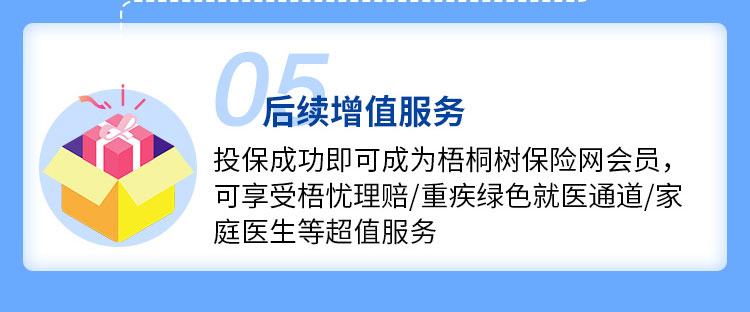 05
后续增值服务
投保成功即可成为梧桐树保险网会员，
可享受梧忧理赔/重疾绿色就医通道/家
庭医生等超值服务